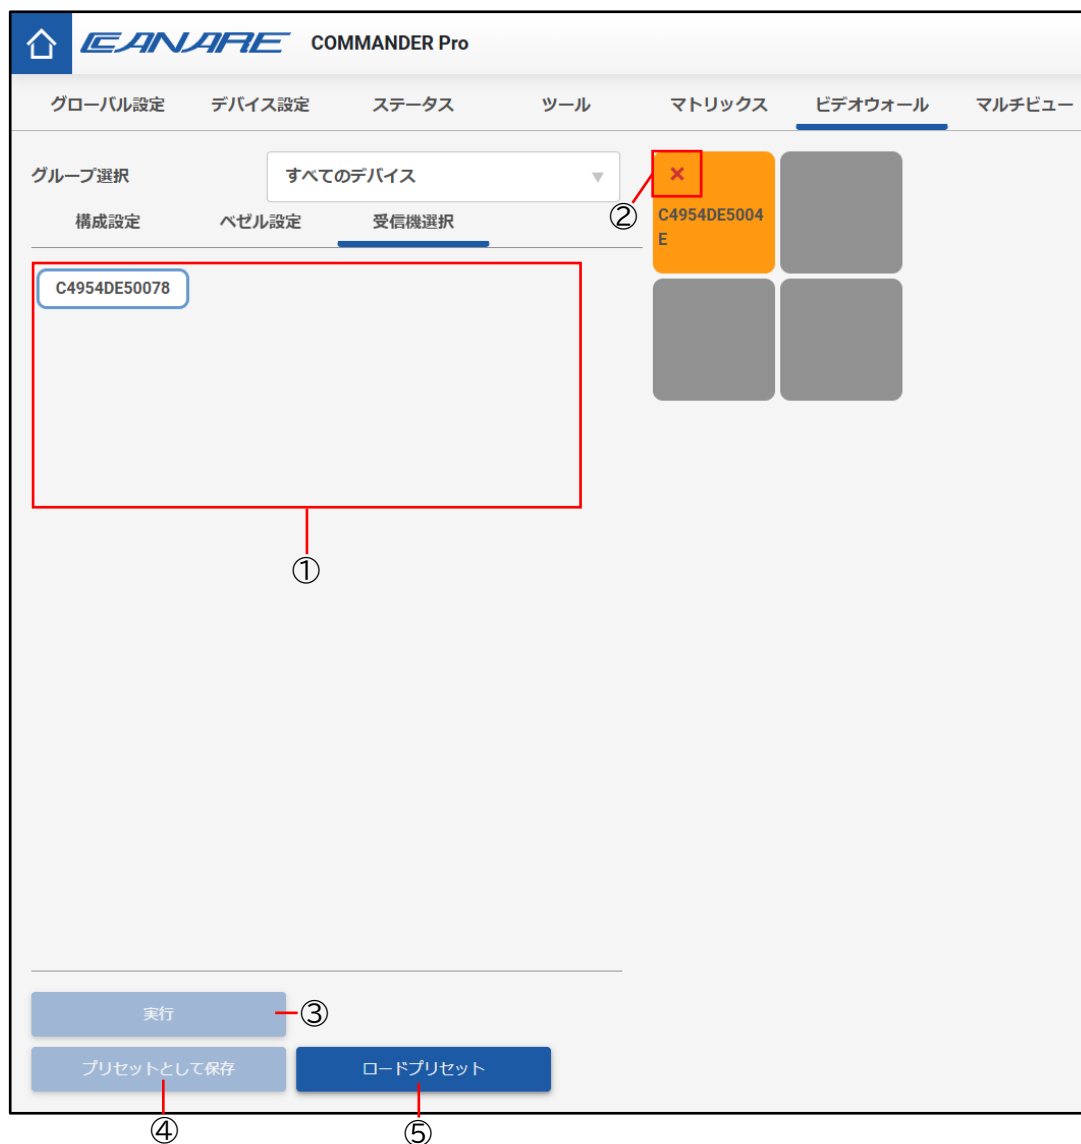 CANARE COMMANDER Pro
グローバル設定 デバイス設定 ステータス ツール マトリックス ビデオウォール マルチビュー
グループ選択 すべてのデバイス ▼
構成設定 ベゼル設定 受信機選択
② × C4954DE5004
E
C4954DE50078
①
実行 ③
プリセットとして保存 ロードプリセット
④ ⑤